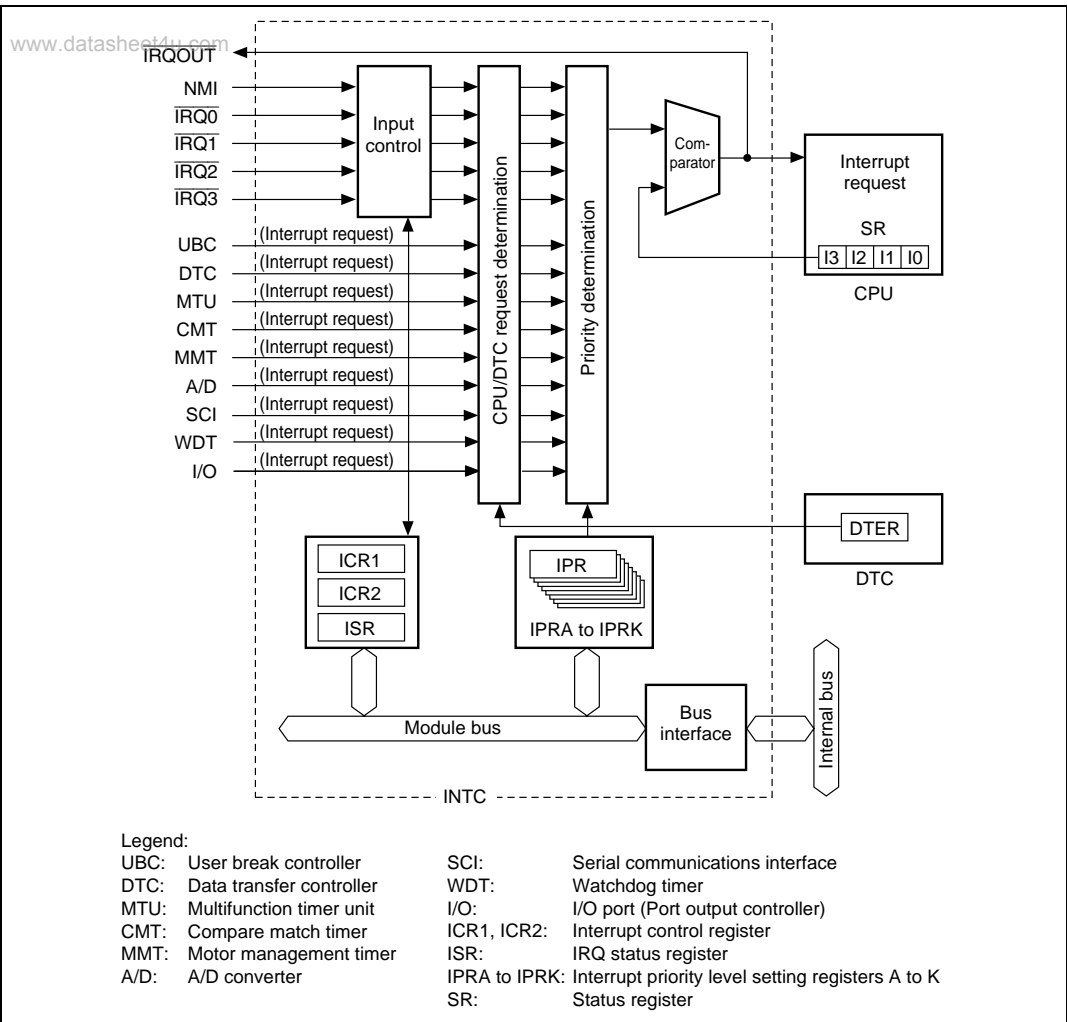 www.datasheet4u.com
IRQOUT
NMI
IRQ0
IRQ1
IRQ2
IRQ3
Input
control
UBC (Interrupt request)
DTC (Interrupt request)
MTU (Interrupt request)
CMT (Interrupt request)
MMT (Interrupt request)
A/D (Interrupt request)
SCI (Interrupt request)
WDT (Interrupt request)
I/O (Interrupt request)
CPU/DTC request determination
Priority determination
Com-
parator
Interrupt
request
SR
I3 I2 I1 I0
CPU
DTER
DTC
ICR1
ICR2
ISR
IPR
IPRA to IPRK
Module bus
Bus
interface
Internal bus
INTC
Legend:
UBC: User break controller
DTC: Data transfer controller
MTU: Multifunction timer unit
CMT: Compare match timer
MMT: Motor management timer
A/D: A/D converter
SCI: Serial communications interface
WDT: Watchdog timer
I/O: I/O port (Port output controller)
ICR1, ICR2: Interrupt control register
ISR: IRQ status register
IPRA to IPRK: Interrupt priority level setting registers A to K
SR: Status register